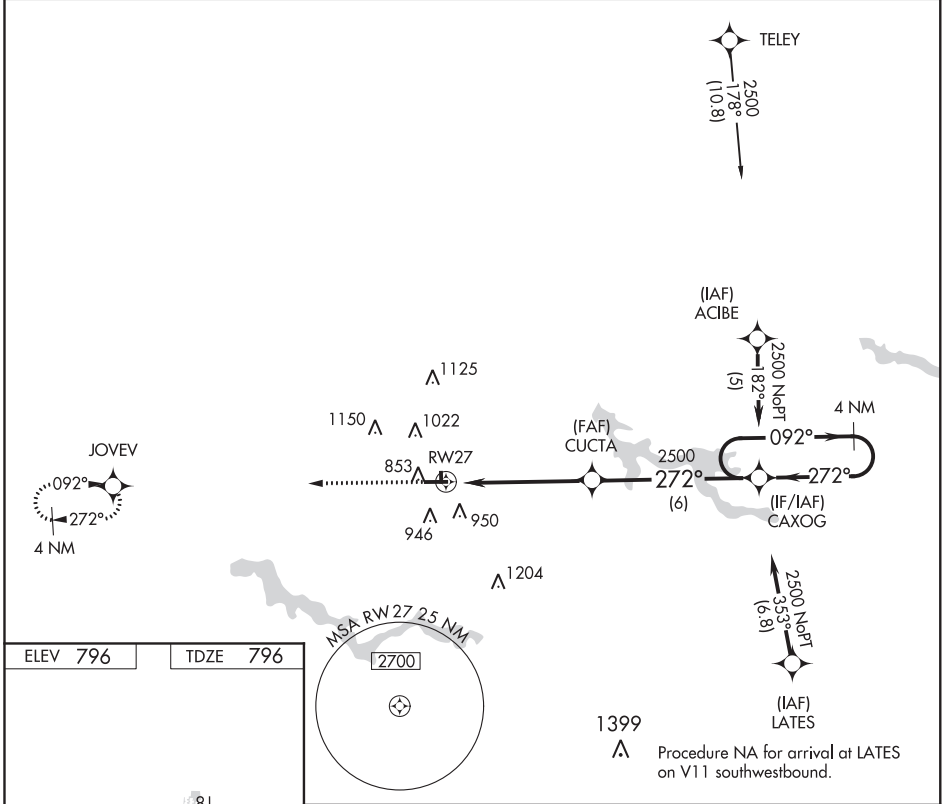 TELEY
2500
178°
(10.8)
(IAF)
ACIBE
2500 NoPT
182°
(5)
4 NM
092°
1125
1150
1022
(FAF)
CUCTA
JOVEV
RW27
853
2500
272°
(6)
272°
(IF/IAF)
CAXOG
092°
272°
4 NM
946
950
1204
2500 NoPT
353°
(6.8)
MSA RW27 25 NM
2700
ELEV 796
TDZE 796
(IAF)
LATES
1399
Procedure NA for arrival at LATES
on V11 southwestbound.